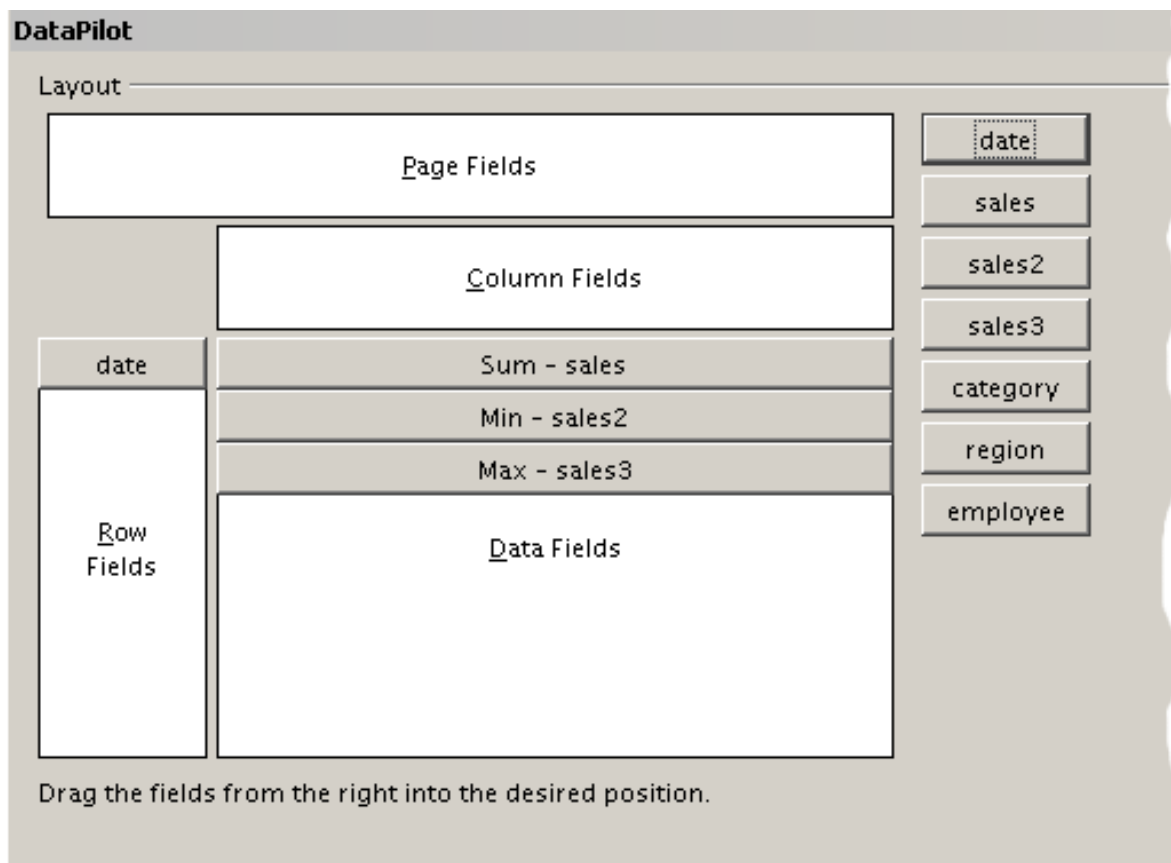 DataPilot
Layout
Page Fields
Column Fields
date
Sum - sales
Min - sales2
Max - sales3
Row
Fields
Data Fields
date
sales
sales2
sales3
category
region
employee
Drag the fields from the right into the desired position.